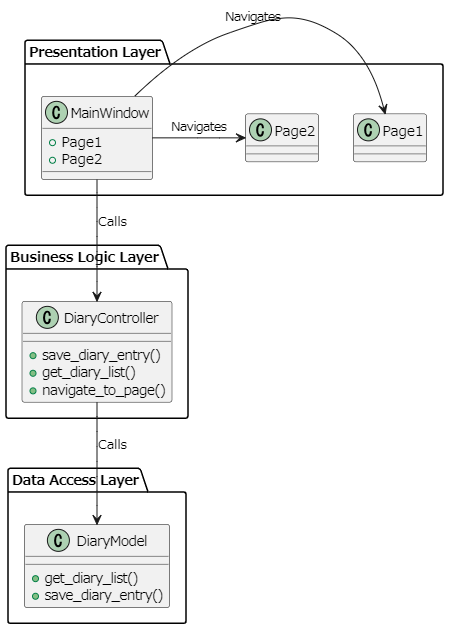 Navigates
Presentation Layer
C MainWindow
Page1
Page2
Navigates
C Page2
C Page1
Calls
Business Logic Layer
C DiaryController
save_diary_entry()
get_diary_list()
navigate_to_page()
Calls
Data Access Layer
C DiaryModel
get_diary_list()
save_diary_entry()